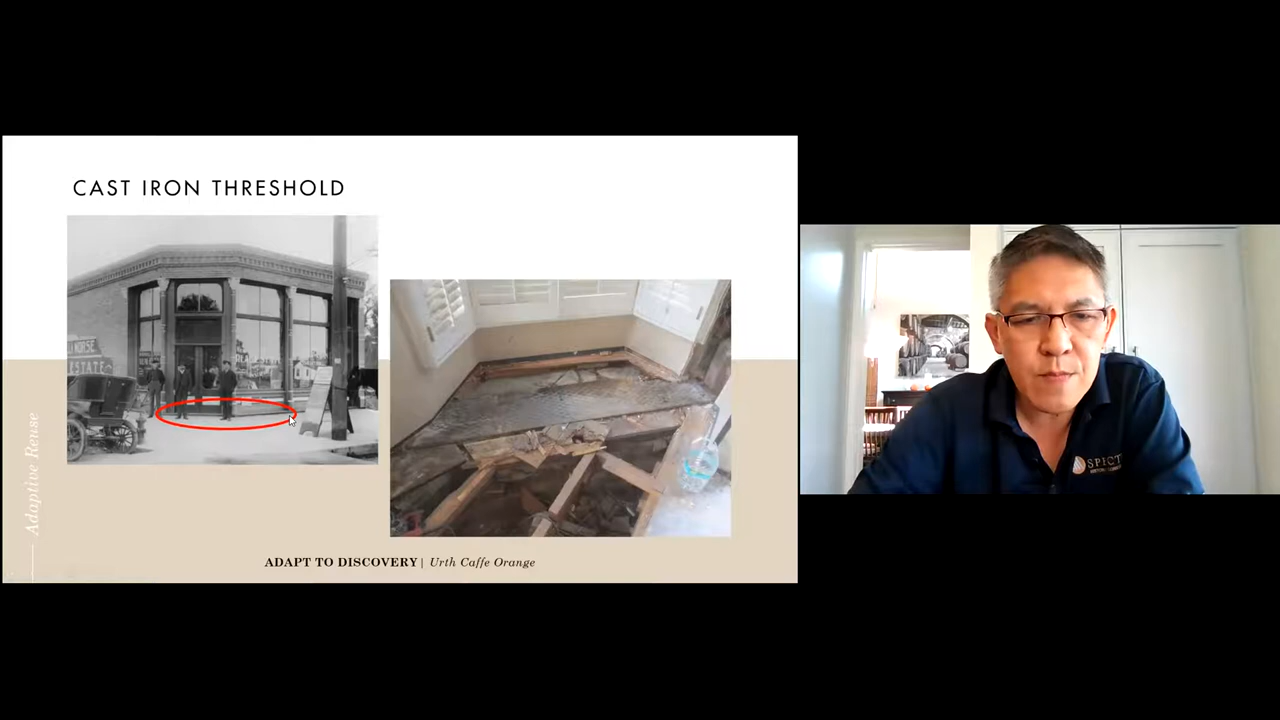 CAST IRON THRESHOLD
Adaptive Reuse
ADAPT TO DISCOVERY | Urth Caffe Orange